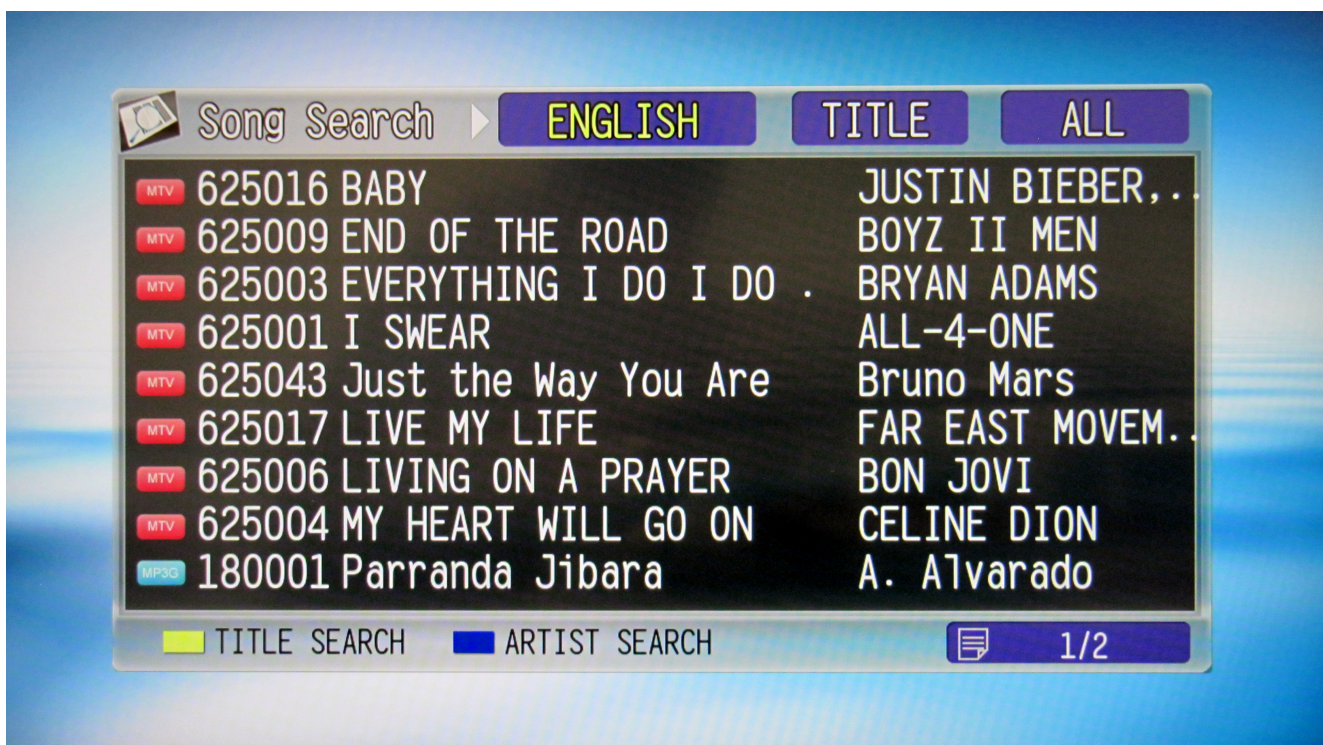 Song Search ENGLISH TITLE ALL
MTV 625016 BABY JUSTIN BIEBER,..
MTV 625009 END OF THE ROAD BOYZ II MEN
MTV 625003 EVERYTHING I DO I DO . BRYAN ADAMS
MTV 625001 I SWEAR ALL-4-ONE
MTV 625043 Just the Way You Are Bruno Mars
MTV 625017 LIVE MY LIFE FAR EAST MOVEM..
MTV 625006 LIVING ON A PRAYER BON JOVI
MTV 625004 MY HEART WILL GO ON CELINE DION
MP3G 180001 Parranda Jibara A. Alvarado
TITLE SEARCH ARTIST SEARCH 1/2